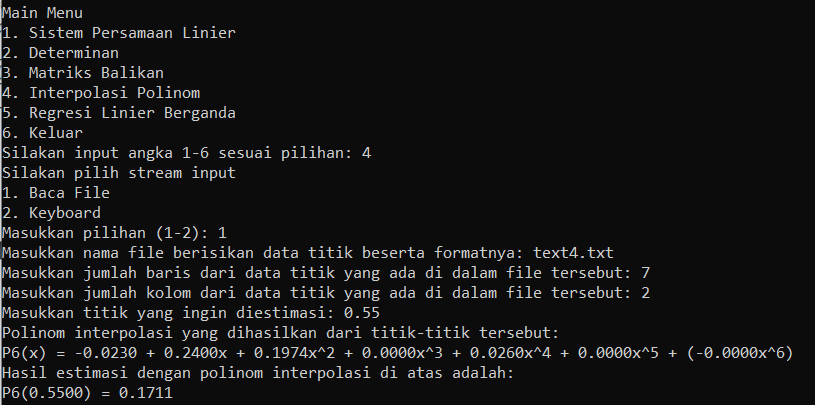 Main Menu
1. Sistem Persamaan Linier
2. Determinan
3. Matriks Balikan
4. Interpolasi Polinom
5. Regresi Linier Berganda
6. Keluar
Silakan input angka 1-6 sesuai pilihan: 4
Silakan pilih stream input
1. Baca File
2. Keyboard
Masukkan pilihan (1-2): 1
Masukkan nama file berisikan data titik beserta formatnya: text4.txt
Masukkan jumlah baris dari data titik yang ada di dalam file tersebut: 7
Masukkan jumlah kolom dari data titik yang ada di dalam file tersebut: 2
Masukkan titik yang ingin diestimasi: 0.55
Polinom interpolasi yang dihasilkan dari titik-titik tersebut:
P6(x) = -0.0230 + 0.2400x + 0.1974x^2 + 0.0000x^3 + 0.0260x^4 + 0.0000x^5 + (-0.0000x^6)
Hasil estimasi dengan polinom interpolasi di atas adalah:
P6(0.5500) = 0.1711